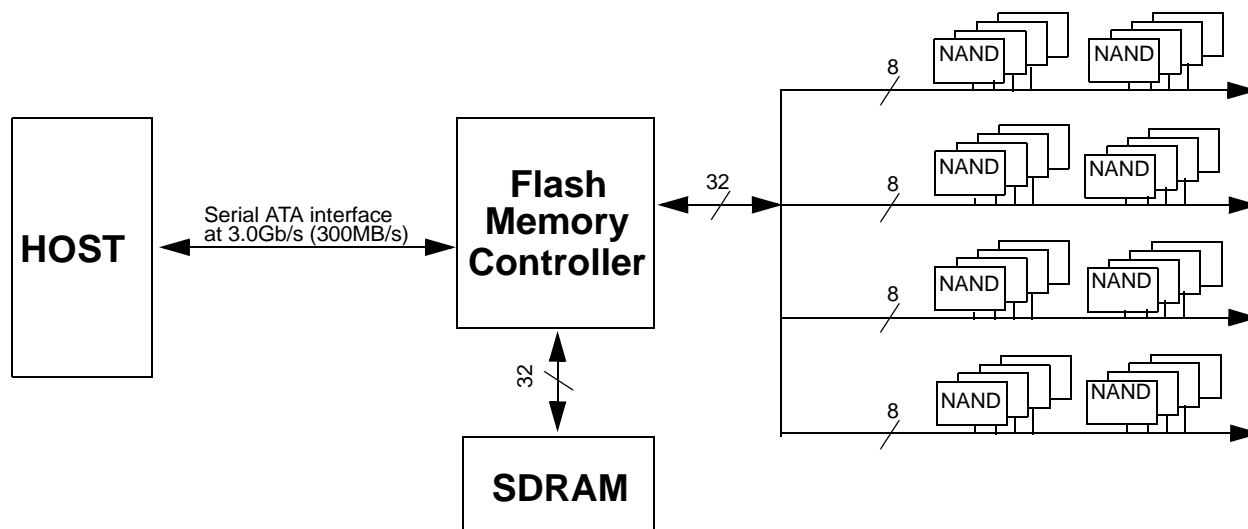 HOST
Serial ATA interface
at 3.0Gb/s (300MB/s)
Flash
Memory
Controller
32
SDRAM
32
8
NAND
NAND
8
NAND
NAND
8
NAND
NAND
8
NAND
NAND